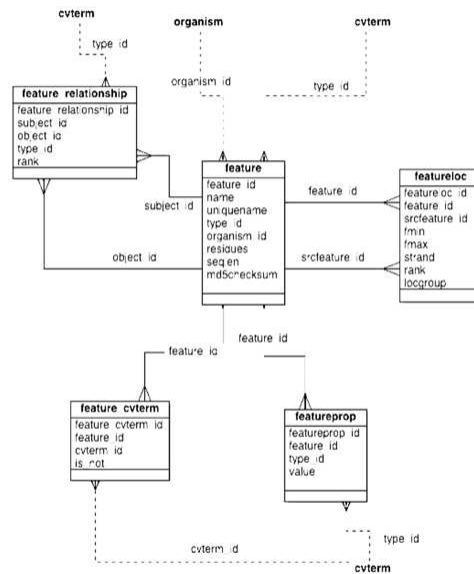 cvterm
organism
cvterm
type id
organism id
type id
feature relationship
feature relationship id
subject id
object id
type id
rank
feature
feature id
name
uniquename
type id
organism id
residues
seqlen
md5checksum
featureloc
featureloc id
feature id
srcfeature id
fmin
fmax
strand
rank
locgroup
subject id
object id
feature id
srcfeature id
feature id
feature id
feature cvterm
feature cvterm id
feature id
cvterm id
is not
featureprop
featureprop id
feature id
type id
value
cvterm id
type id
cvterm